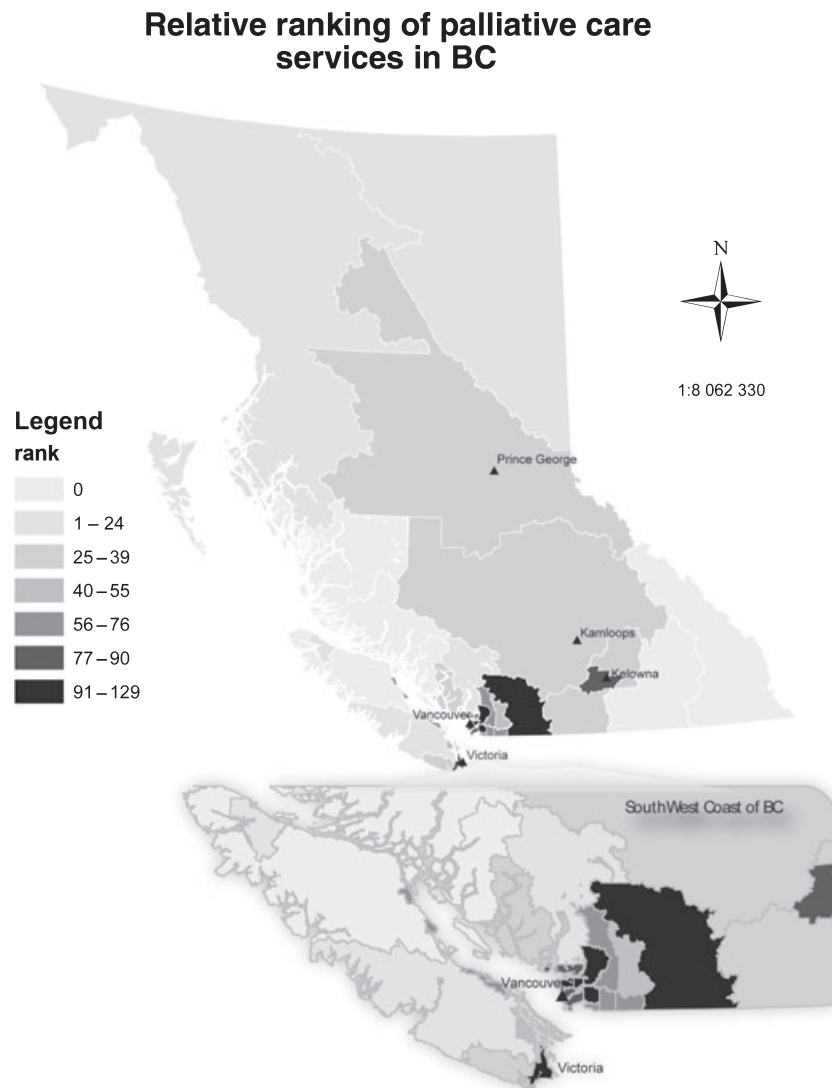 Relative ranking of palliative care
services in BC
N
1:8 062 330
Legend
rank
0
1–24
25–39
40–55
56–76
77–90
91–129
Prince George
Kamloops
Kelowna
Vancouver
Victoria
SouthWest Coast of BC
Vancouver
Victoria